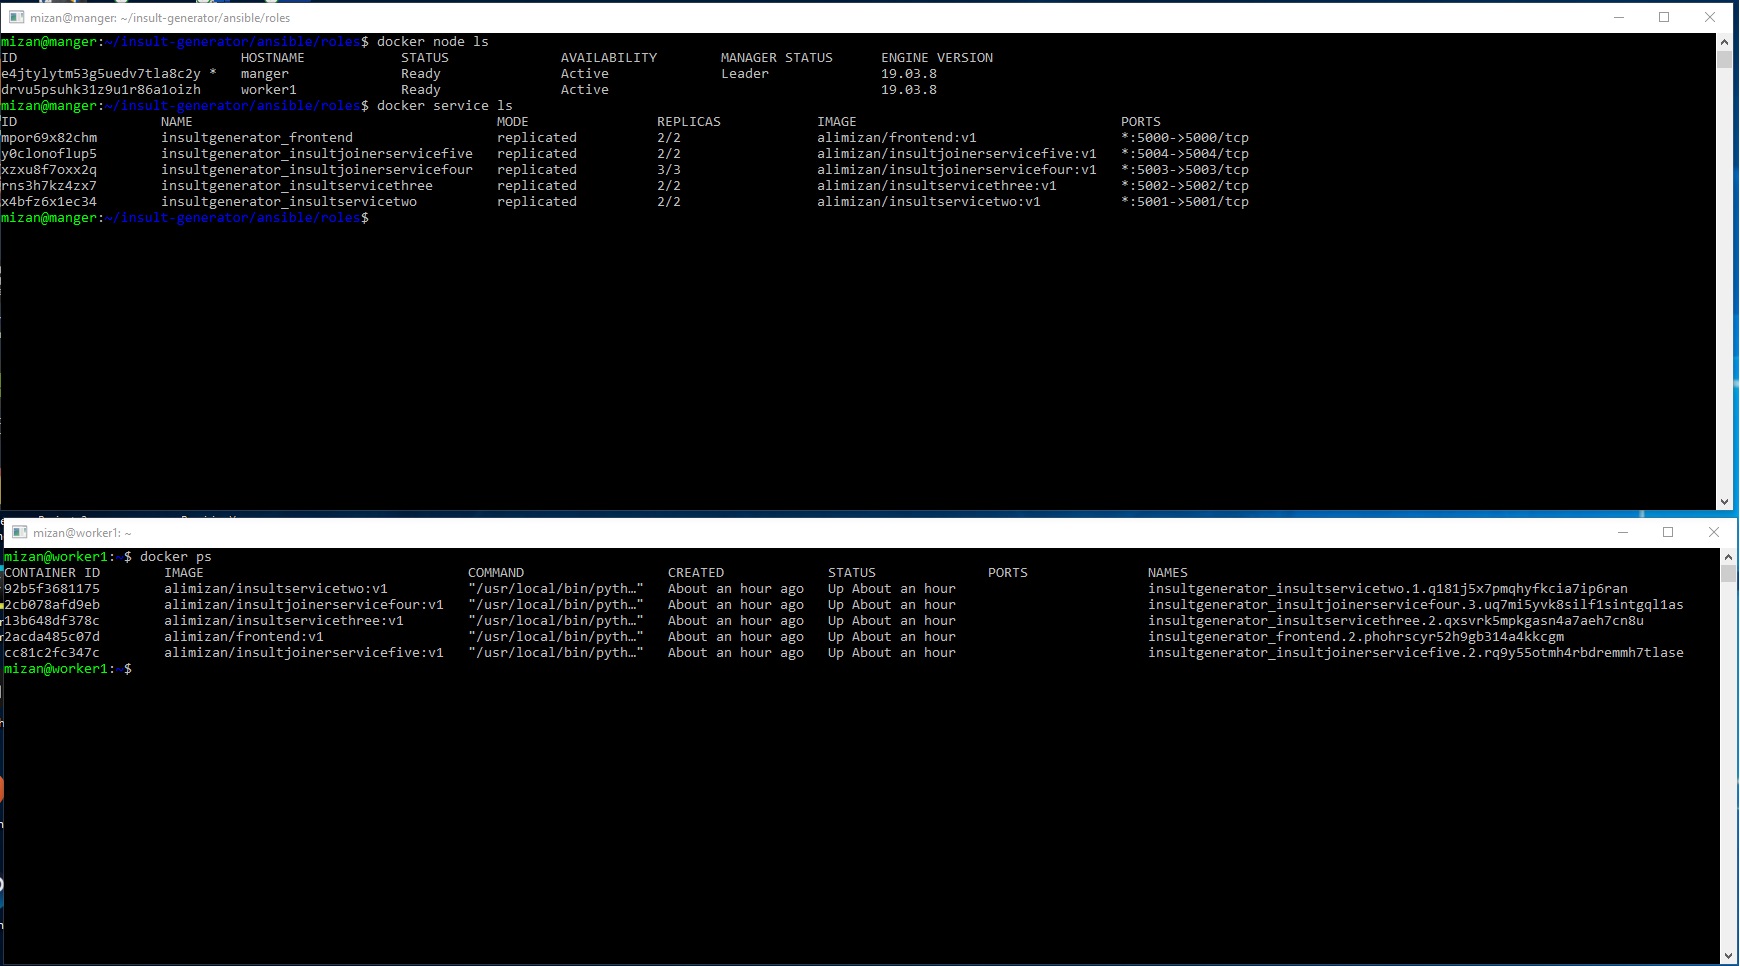 mizan@manger: ~/insult-generator/ansible/roles
mizan@manger:~/insult-generator/ansible/roles$ docker node ls
ID HOSTNAME STATUS AVAILABILITY MANAGER STATUS ENGINE VERSION
e4jtylytm53g5uedv7tla8c2y * manger Ready Active Leader 19.03.8
drvu5psuhk31z9u1r86a1oizh worker1 Ready Active 19.03.8
mizan@manger:~/insult-generator/ansible/roles$ docker service ls
ID NAME MODE REPLICAS IMAGE PORTS
mpor69x82chm insultgenerator_frontend replicated 2/2 alimizan/frontend:v1 *:5000->5000/tcp
y0clonoflup5 insultgenerator_insultjoinerservicefive replicated 2/2 alimizan/insultjoinerservicefive:v1 *:5004->5004/tcp
xzxu8f7oxx2q insultgenerator_insultjoinerservicefour replicated 3/3 alimizan/insultjoinerservicefour:v1 *:5003->5003/tcp
rns3h7kz4zx7 insultgenerator_insultservicethree replicated 2/2 alimizan/insultservicethree:v1 *:5002->5002/tcp
x4bfz6x1ec34 insultgenerator_insultservicetwo replicated 2/2 alimizan/insultservicetwo:v1 *:5001->5001/tcp
mizan@manger:~/insult-generator/ansible/roles$
mizan@worker1: ~
mizan@worker1:~$ docker ps
CONTAINER ID IMAGE COMMAND CREATED STATUS PORTS NAMES
92b5f3681175 alimizan/insultservicetwo:v1 "/usr/local/bin/pyth…" About an hour ago Up About an hour insultgenerator_insultservicetwo.1.q181j5x7pmqhyfkcia7ip6ran
2cb078afd9eb alimizan/insultjoinerservicefour:v1 "/usr/local/bin/pyth…" About an hour ago Up About an hour insultgenerator_insultjoinerservicefour.3.uq7mi5yvk8silf1sintgql1as
13b648df378c alimizan/insultservicethree:v1 "/usr/local/bin/pyth…" About an hour ago Up About an hour insultgenerator_insultservicethree.2.qxsvrk5mpkgasn4a7aeh7cn8u
2acda485c07d alimizan/frontend:v1 "/usr/local/bin/pyth…" About an hour ago Up About an hour insultgenerator_frontend.2.phohrscyr52h9gb314a4kkcgm
cc81c2fc347c alimizan/insultjoinerservicefive:v1 "/usr/local/bin/pyth…" About an hour ago Up About an hour insultgenerator_insultjoinerservicefive.2.rq9y55otmh4rbdremmh7tlase
mizan@worker1:~$